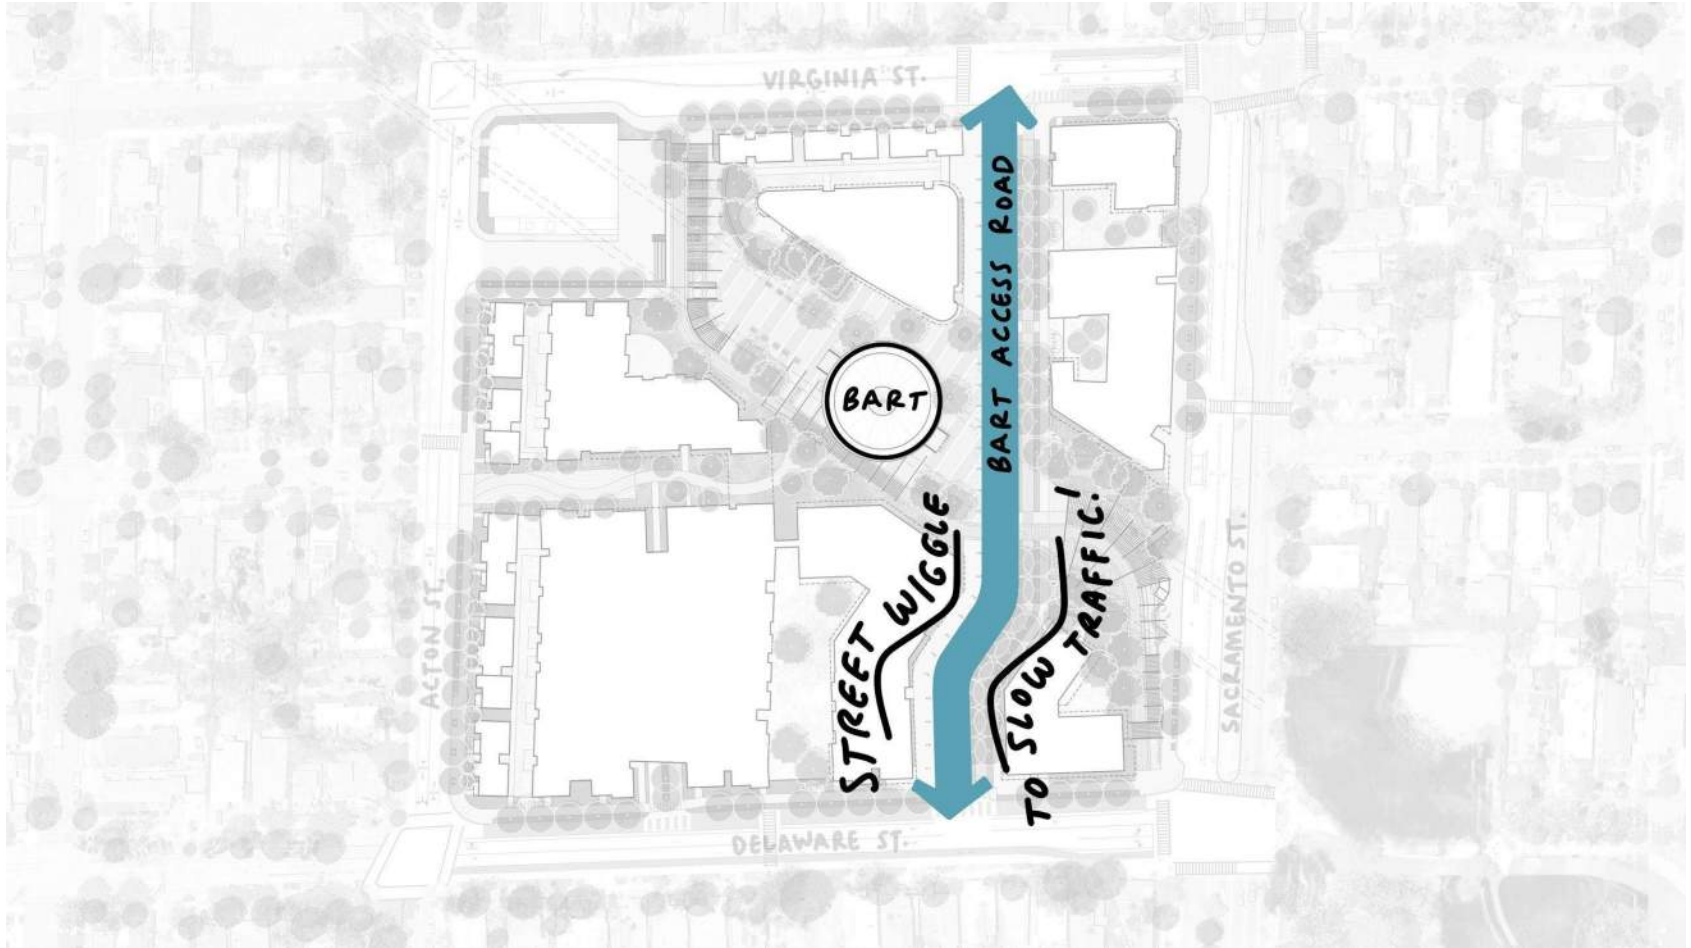 VIRGINIA ST.
BART ACCESS ROAD
BART
STREET WIGGLE
TO SLOW TRAFFIC!
ACTON ST.
SACRAMENTO ST.
DELAWARE ST.